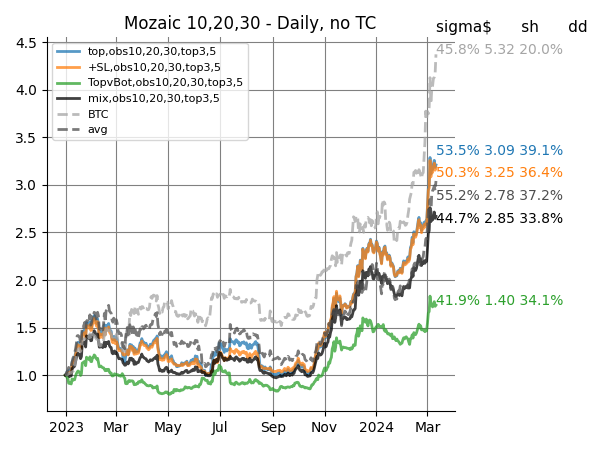 Mozaic 10,20,30 - Daily, no TC
sigma$ sh dd
4.5
4.0
3.5
3.0
2.5
2.0
1.5
1.0
top,obs10,20,30,top3,5
+SL,obs10,20,30,top3,5
TopvBot,obs10,20,30,top3,5
mix,obs10,20,30,top3,5
BTC
avg
45.8% 5.32 20.0%
53.5% 3.09 39.1%
50.3% 3.25 36.4%
55.2% 2.78 37.2%
44.7% 2.85 33.8%
41.9% 1.40 34.1%
2023 Mar May Jul Sep Nov 2024 Mar